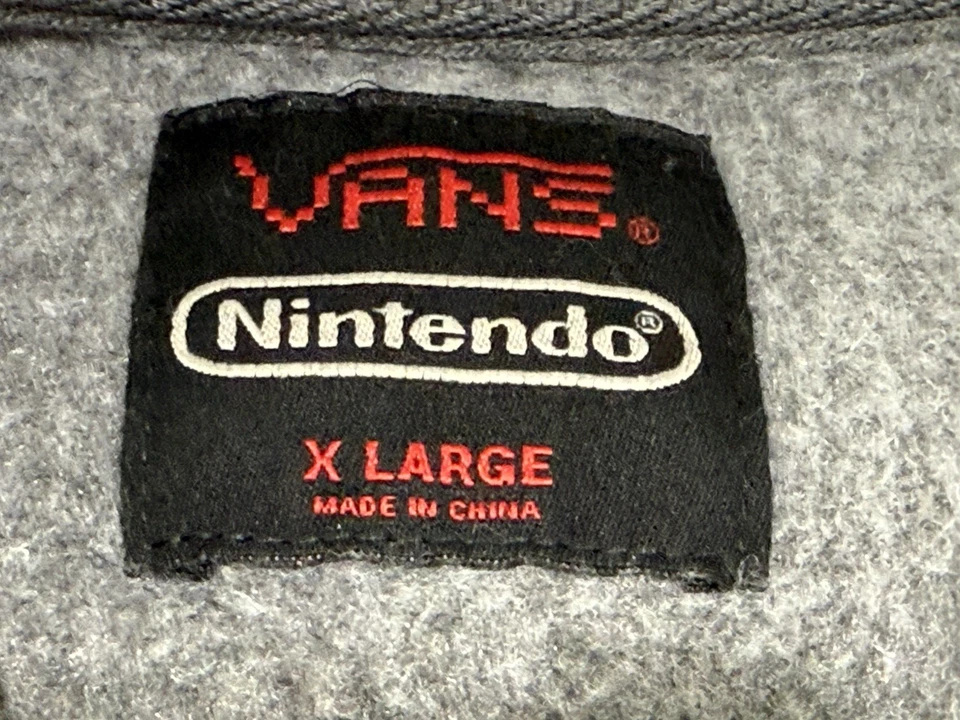 VANS®
Nintendo®
X LARGE
MADE IN CHINA